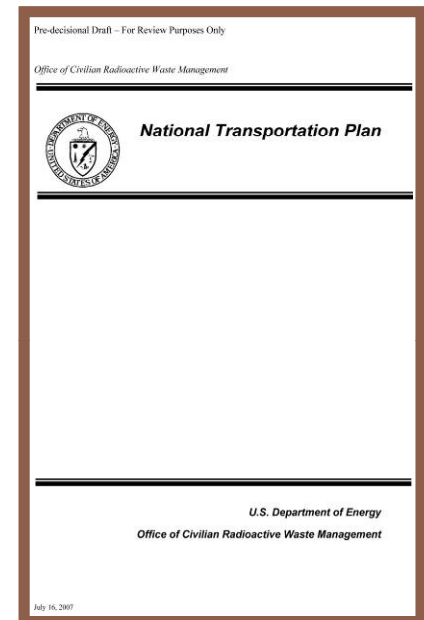 Pre-decisional Draft – For Review Purposes Only
Office of Civilian Radioactive Waste Management
DEPARTMENT OF ENERGY
UNITED STATES OF AMERICA
National Transportation Plan
U.S. Department of Energy
Office of Civilian Radioactive Waste Management
July 16, 2007